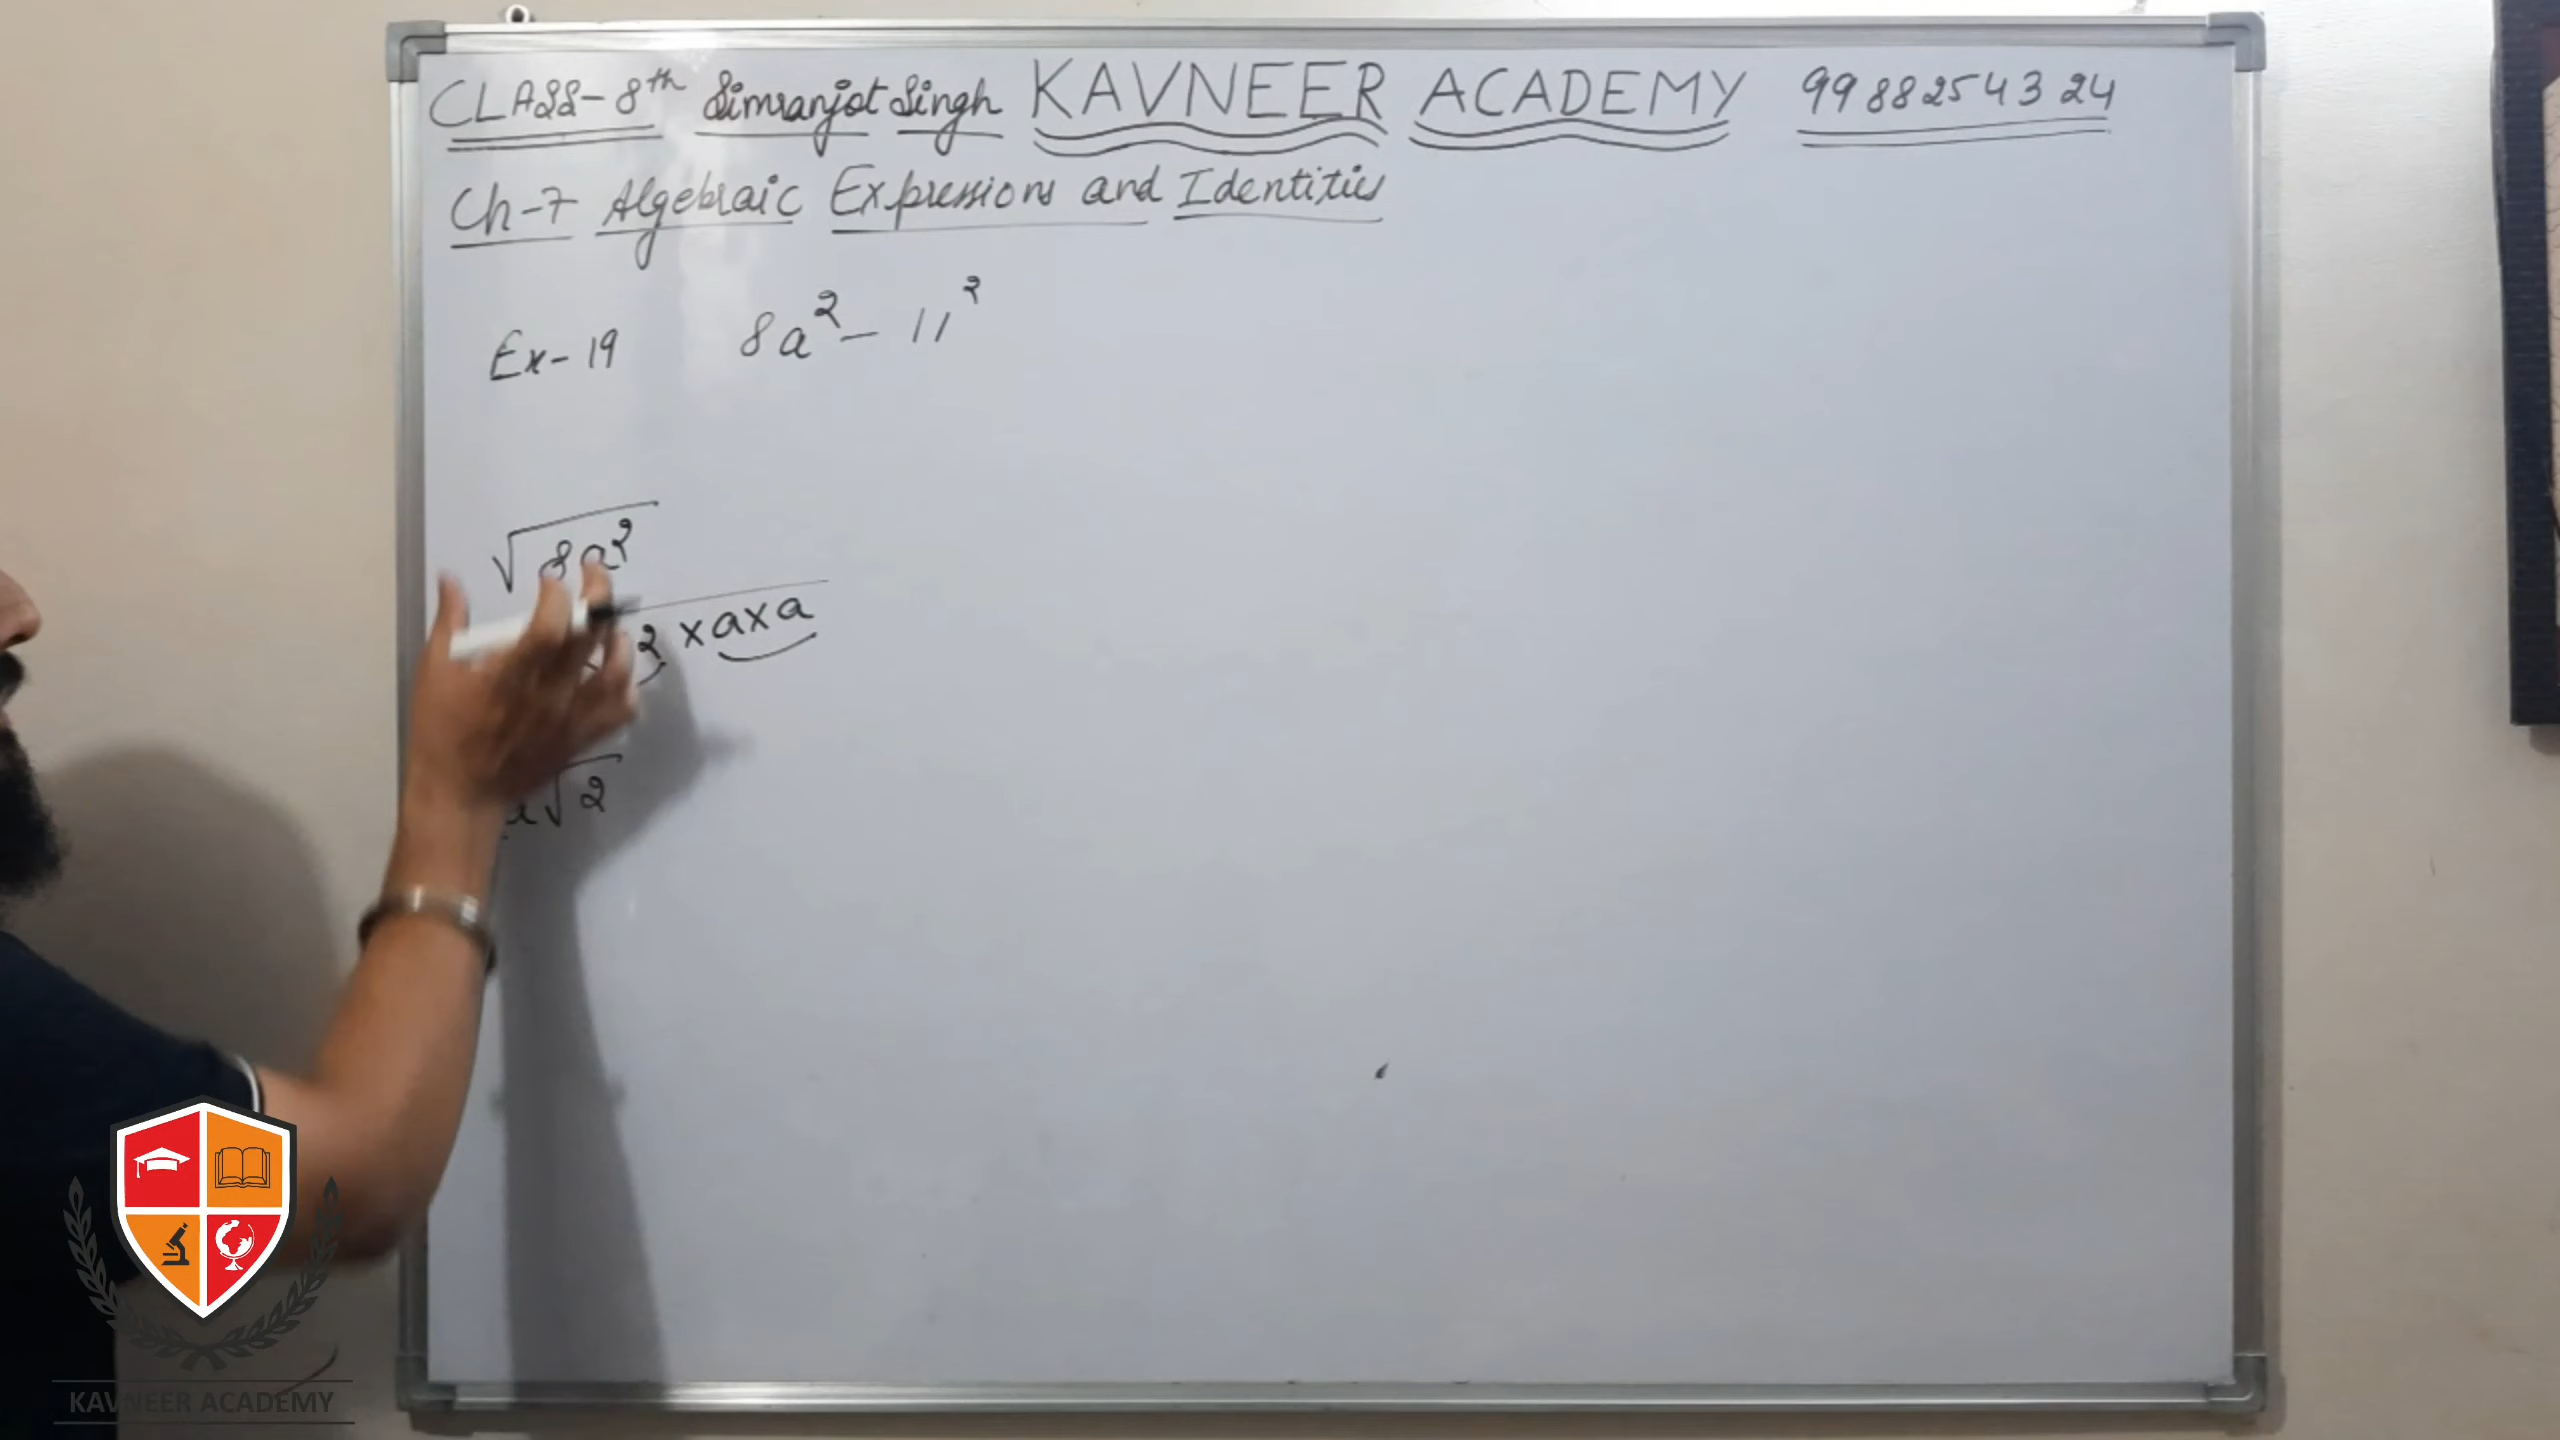 CLASS-8th Simranjot Singh KAVNEER ACADEMY 9988254324
Ch-7 Algebraic Expressions and Identities
Ex-19 8a² - 11²
√8a²
2 × a × a
a√2
KAVNEER ACADEMY